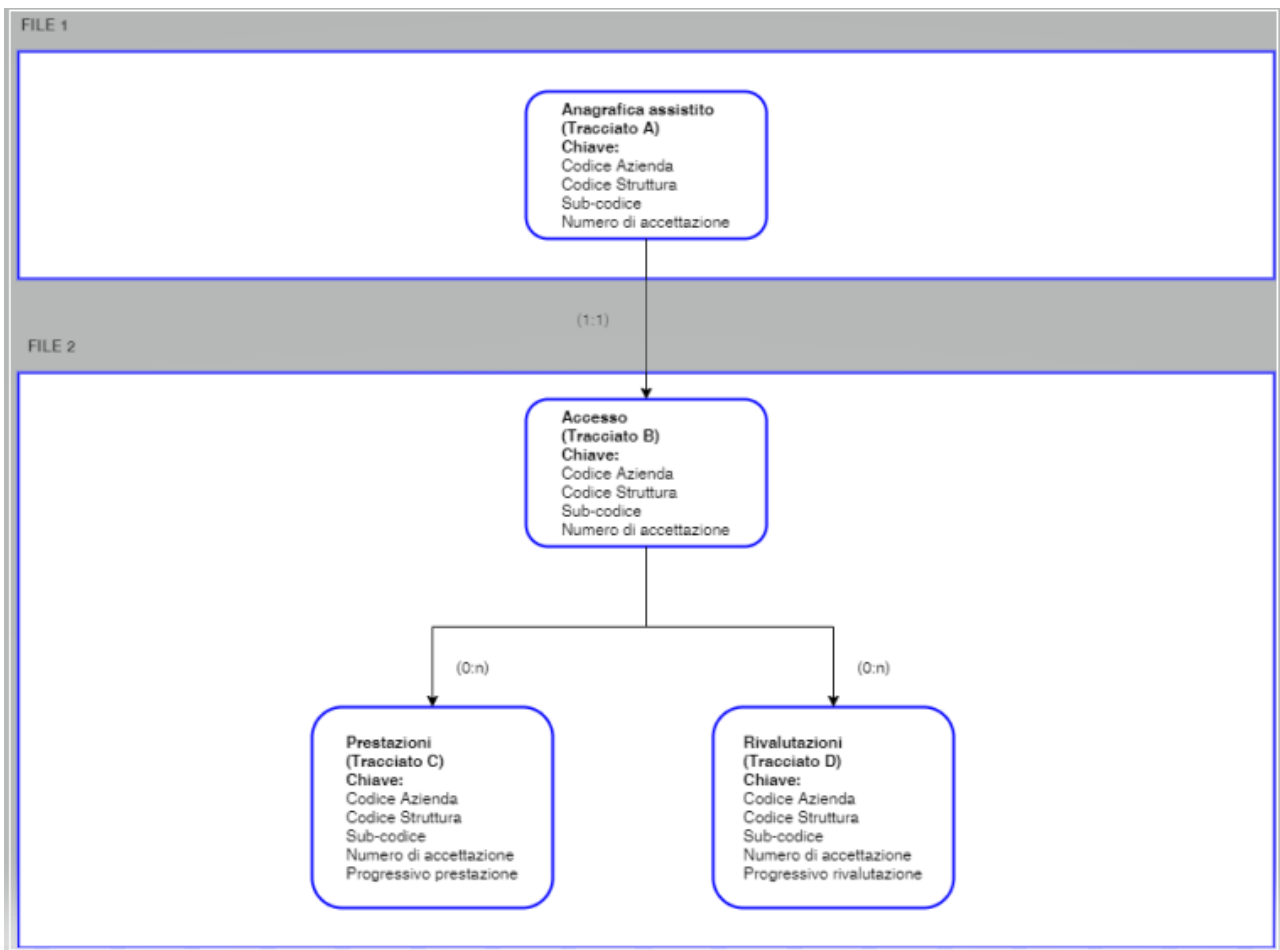 FILE 1
Anagrafica assistito
(Tracciato A)
Chiave:
Codice Azienda
Codice Struttura
Sub-codice
Numero di accettazione
(1:1)
FILE 2
Accesso
(Tracciato B)
Chiave:
Codice Azienda
Codice Struttura
Sub-codice
Numero di accettazione
(0:n)
(0:n)
Prestazioni
(Tracciato C)
Chiave:
Codice Azienda
Codice Struttura
Sub-codice
Numero di accettazione
Progressivo prestazione
Rivalutazioni
(Tracciato D)
Chiave:
Codice Azienda
Codice Struttura
Sub-codice
Numero di accettazione
Progressivo rivalutazione